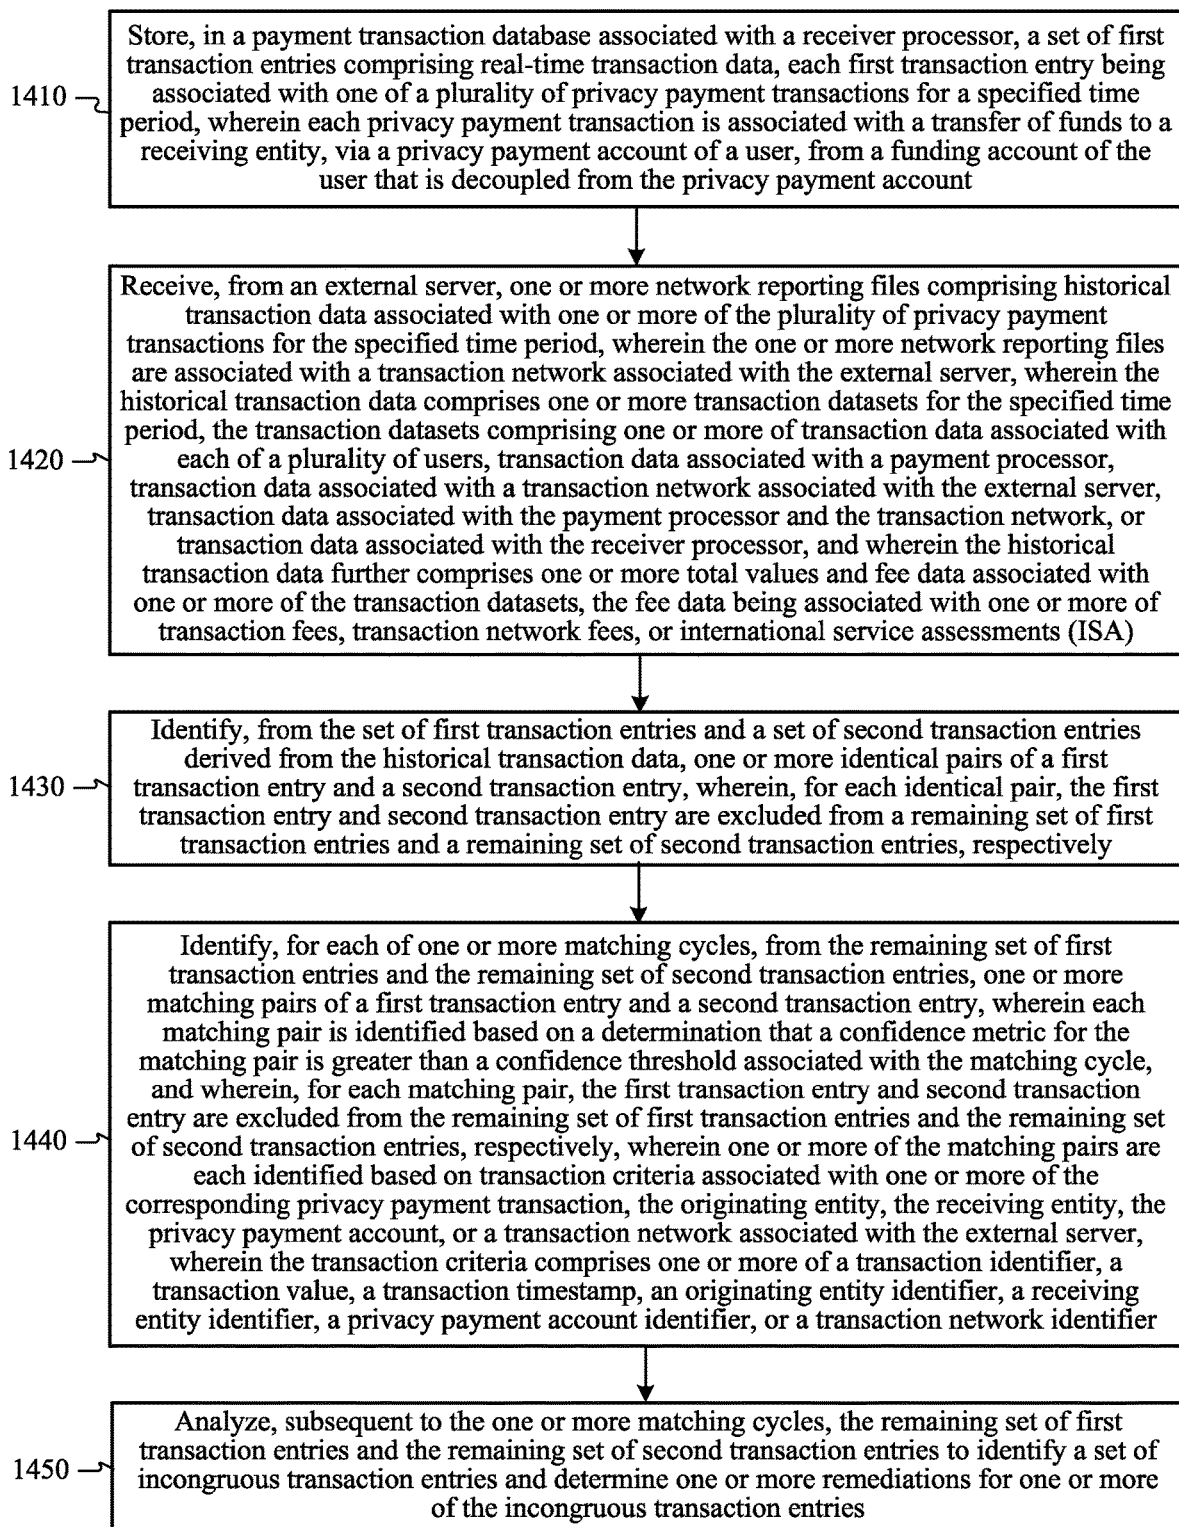 1410
Store, in a payment transaction database associated with a receiver processor, a set of first
transaction entries comprising real-time transaction data, each first transaction entry being
associated with one of a plurality of privacy payment transactions for a specified time
period, wherein each privacy payment transaction is associated with a transfer of funds to a
receiving entity, via a privacy payment account of a user, from a funding account of the
user that is decoupled from the privacy payment account
1420
Receive, from an external server, one or more network reporting files comprising historical
transaction data associated with one or more of the plurality of privacy payment
transactions for the specified time period, wherein the one or more network reporting files
are associated with a transaction network associated with the external server, wherein the
historical transaction data comprises one or more transaction datasets for the specified time
period, the transaction datasets comprising one or more of transaction data associated with
each of a plurality of users, transaction data associated with a payment processor,
transaction data associated with a transaction network associated with the external server,
transaction data associated with the payment processor and the transaction network, or
transaction data associated with the receiver processor, and wherein the historical
transaction data further comprises one or more total values and fee data associated with
one or more of the transaction datasets, the fee data being associated with one or more of
transaction fees, transaction network fees, or international service assessments (ISA)
1430
Identify, from the set of first transaction entries and a set of second transaction entries
derived from the historical transaction data, one or more identical pairs of a first
transaction entry and a second transaction entry, wherein, for each identical pair, the first
transaction entry and second transaction entry are excluded from a remaining set of first
transaction entries and a remaining set of second transaction entries, respectively
1440
Identify, for each of one or more matching cycles, from the remaining set of first
transaction entries and the remaining set of second transaction entries, one or more
matching pairs of a first transaction entry and a second transaction entry, wherein each
matching pair is identified based on a determination that a confidence metric for the
matching pair is greater than a confidence threshold associated with the matching cycle,
and wherein, for each matching pair, the first transaction entry and second transaction
entry are excluded from the remaining set of first transaction entries and the remaining set
of second transaction entries, respectively, wherein one or more of the matching pairs are
each identified based on transaction criteria associated with one or more of the
corresponding privacy payment transaction, the originating entity, the receiving entity, the
privacy payment account, or a transaction network associated with the external server,
wherein the transaction criteria comprises one or more of a transaction identifier, a
transaction value, a transaction timestamp, an originating entity identifier, a receiving
entity identifier, a privacy payment account identifier, or a transaction network identifier
1450
Analyze, subsequent to the one or more matching cycles, the remaining set of first
transaction entries and the remaining set of second transaction entries to identify a set of
incongruous transaction entries and determine one or more remediations for one or more
of the incongruous transaction entries